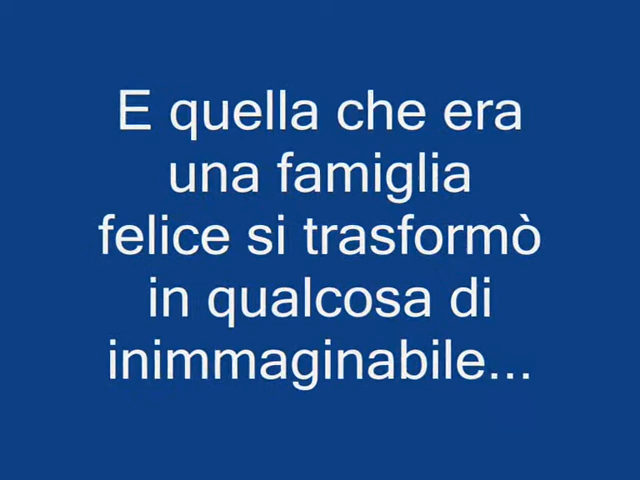 E quella che era
una famiglia
felice si trasformò
in qualcosa di
inimmaginabile...